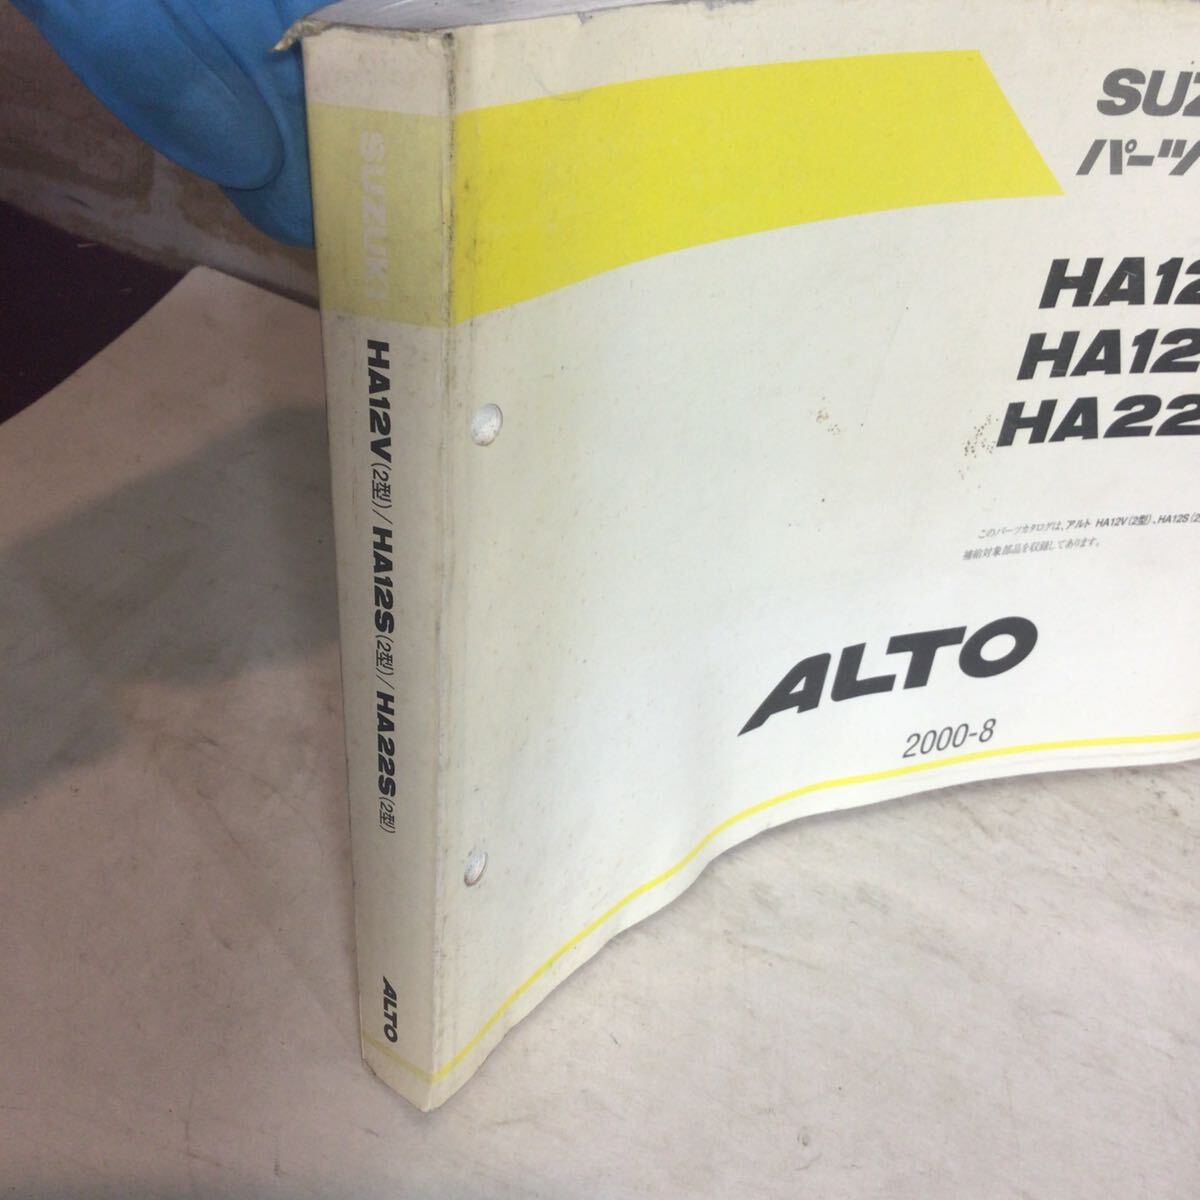 SUZUKI
HA12V(2型)/HA12S(2型)/HA22S(2型)
ALTO
SUZ
パーツ
HA12
HA12
HA22
このパーツカタログは、アルト HA12V(2型)、HA12S(2
補給対象部品を収録してあります。
ALTO
2000-8